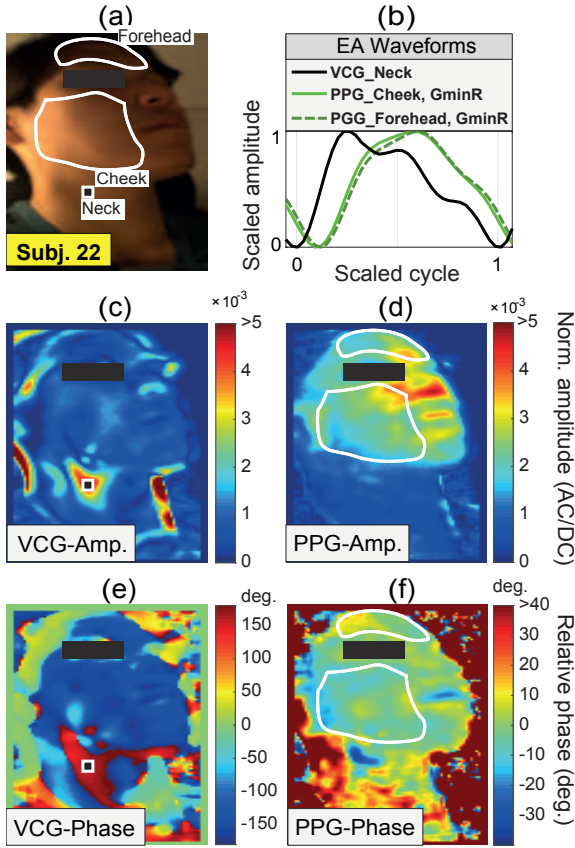 (a)
Forehead
Cheek
Neck
Subj. 22
(b)
EA Waveforms
VCG_Neck
PPG_Cheek, GminR
PGG_Forehead, GminR
1
0
Scaled amplitude
0
1
Scaled cycle
(c)
× 10⁻³
>5
4
3
2
1
0
VCG-Amp.
(d)
× 10⁻³
>5
4
3
2
1
0
Norm. amplitude (AC/DC)
PPG-Amp.
(e)
deg.
150
100
50
0
-50
-100
-150
VCG-Phase
(f)
deg.
>40
30
20
10
0
-10
-20
-30
Relative phase (deg.)
PPG-Phase